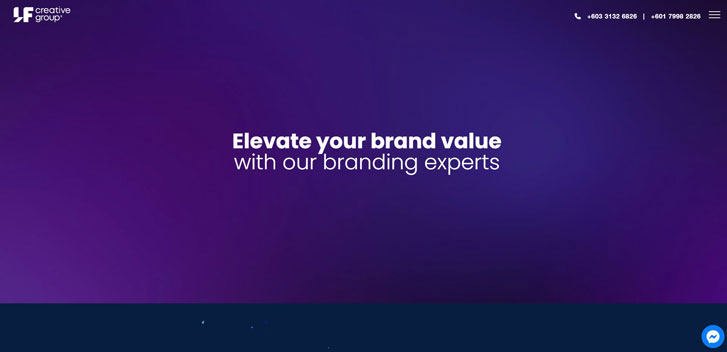 creative
group
+603 3132 6826 | +601 7998 2826
Elevate your brand value
with our branding experts